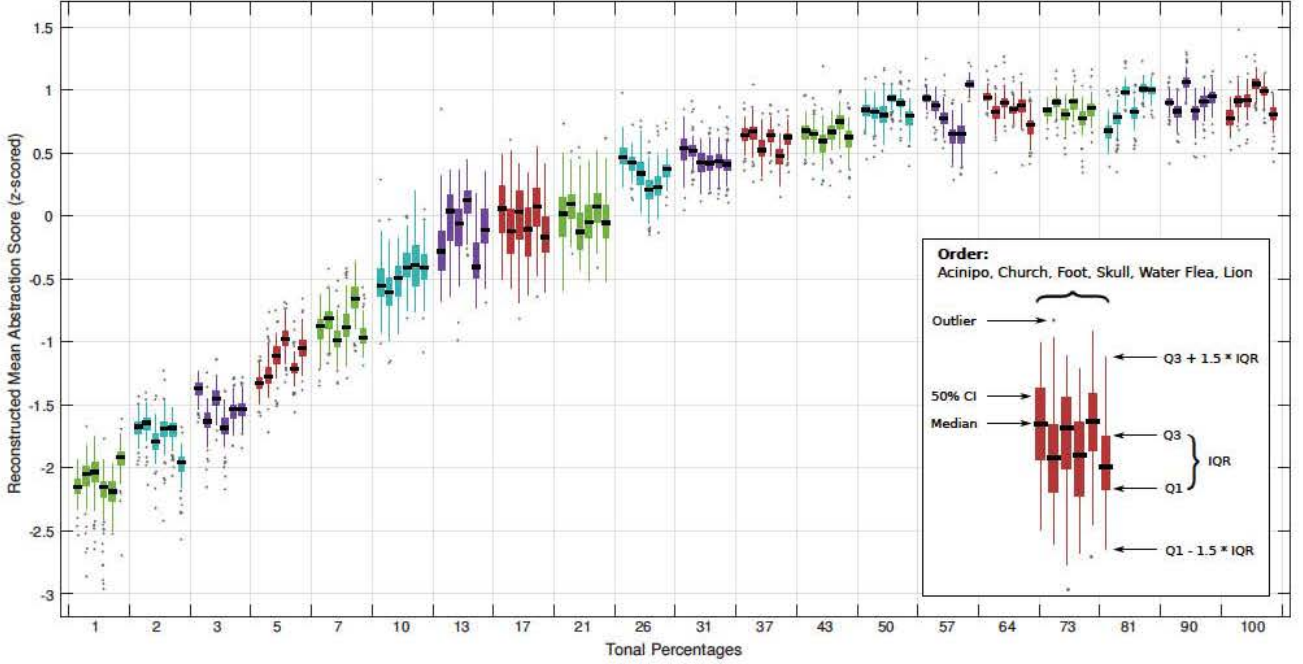 Reconstructed Mean Abstraction Score (z-scored)
1.5
1
0.5
0
-0.5
-1
-1.5
-2
-2.5
-3
Order:
Acinipo, Church, Foot, Skull, Water Flea, Lion
Outlier
Q3 + 1.5 * IQR
50% CI
Median
Q3
IQR
Q1
Q1 - 1.5 * IQR
1 2 3 5 7 10 13 17 21 26 31 37 43 50 57 64 73 81 90 100
Tonal Percentages